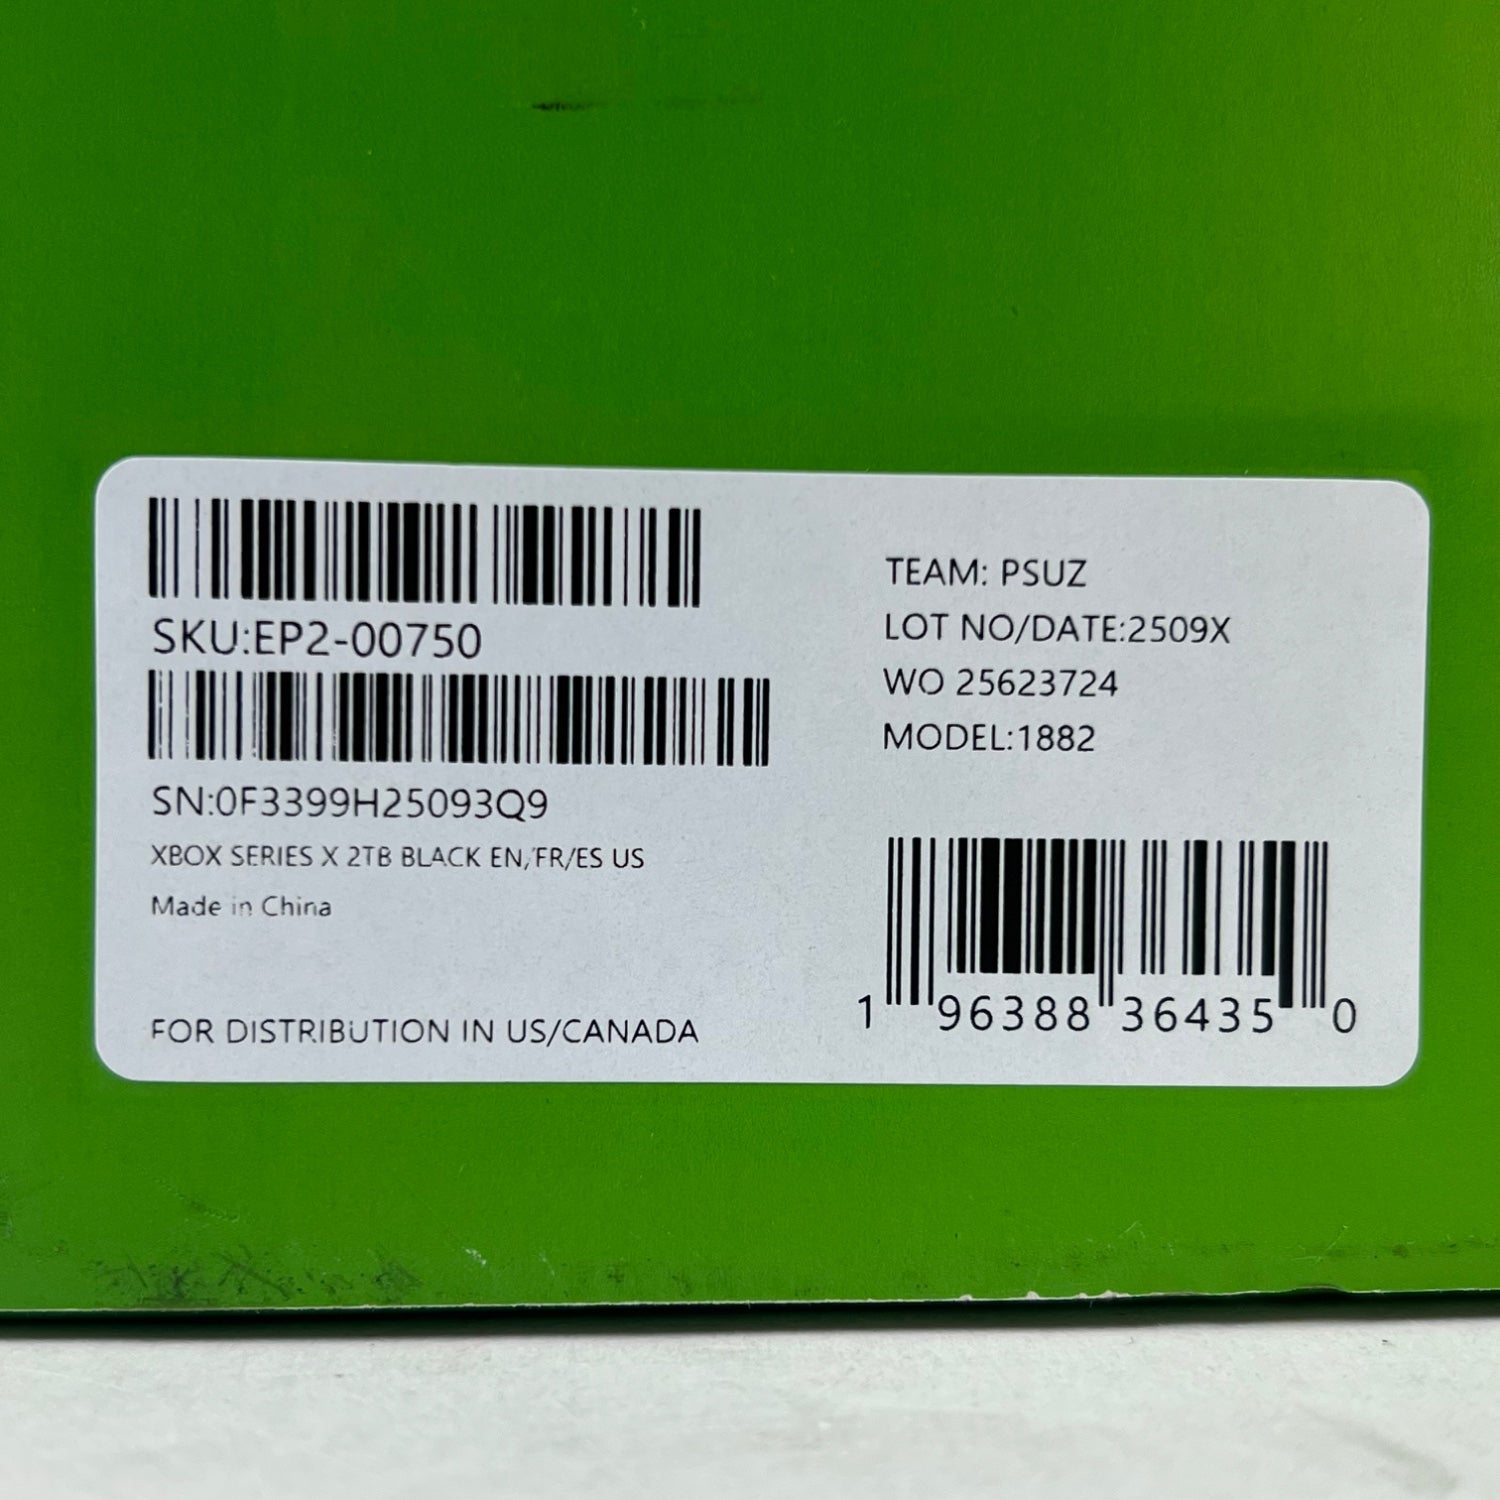 SKU:EP2-00750
SN:0F3399H25093Q9
XBOX SERIES X 2TB BLACK EN/FR/ES US
Made in China
FOR DISTRIBUTION IN US/CANADA
TEAM: PSUZ
LOT NO/DATE:2509X
WO 25623724
MODEL:1882
1 96388 36435 0